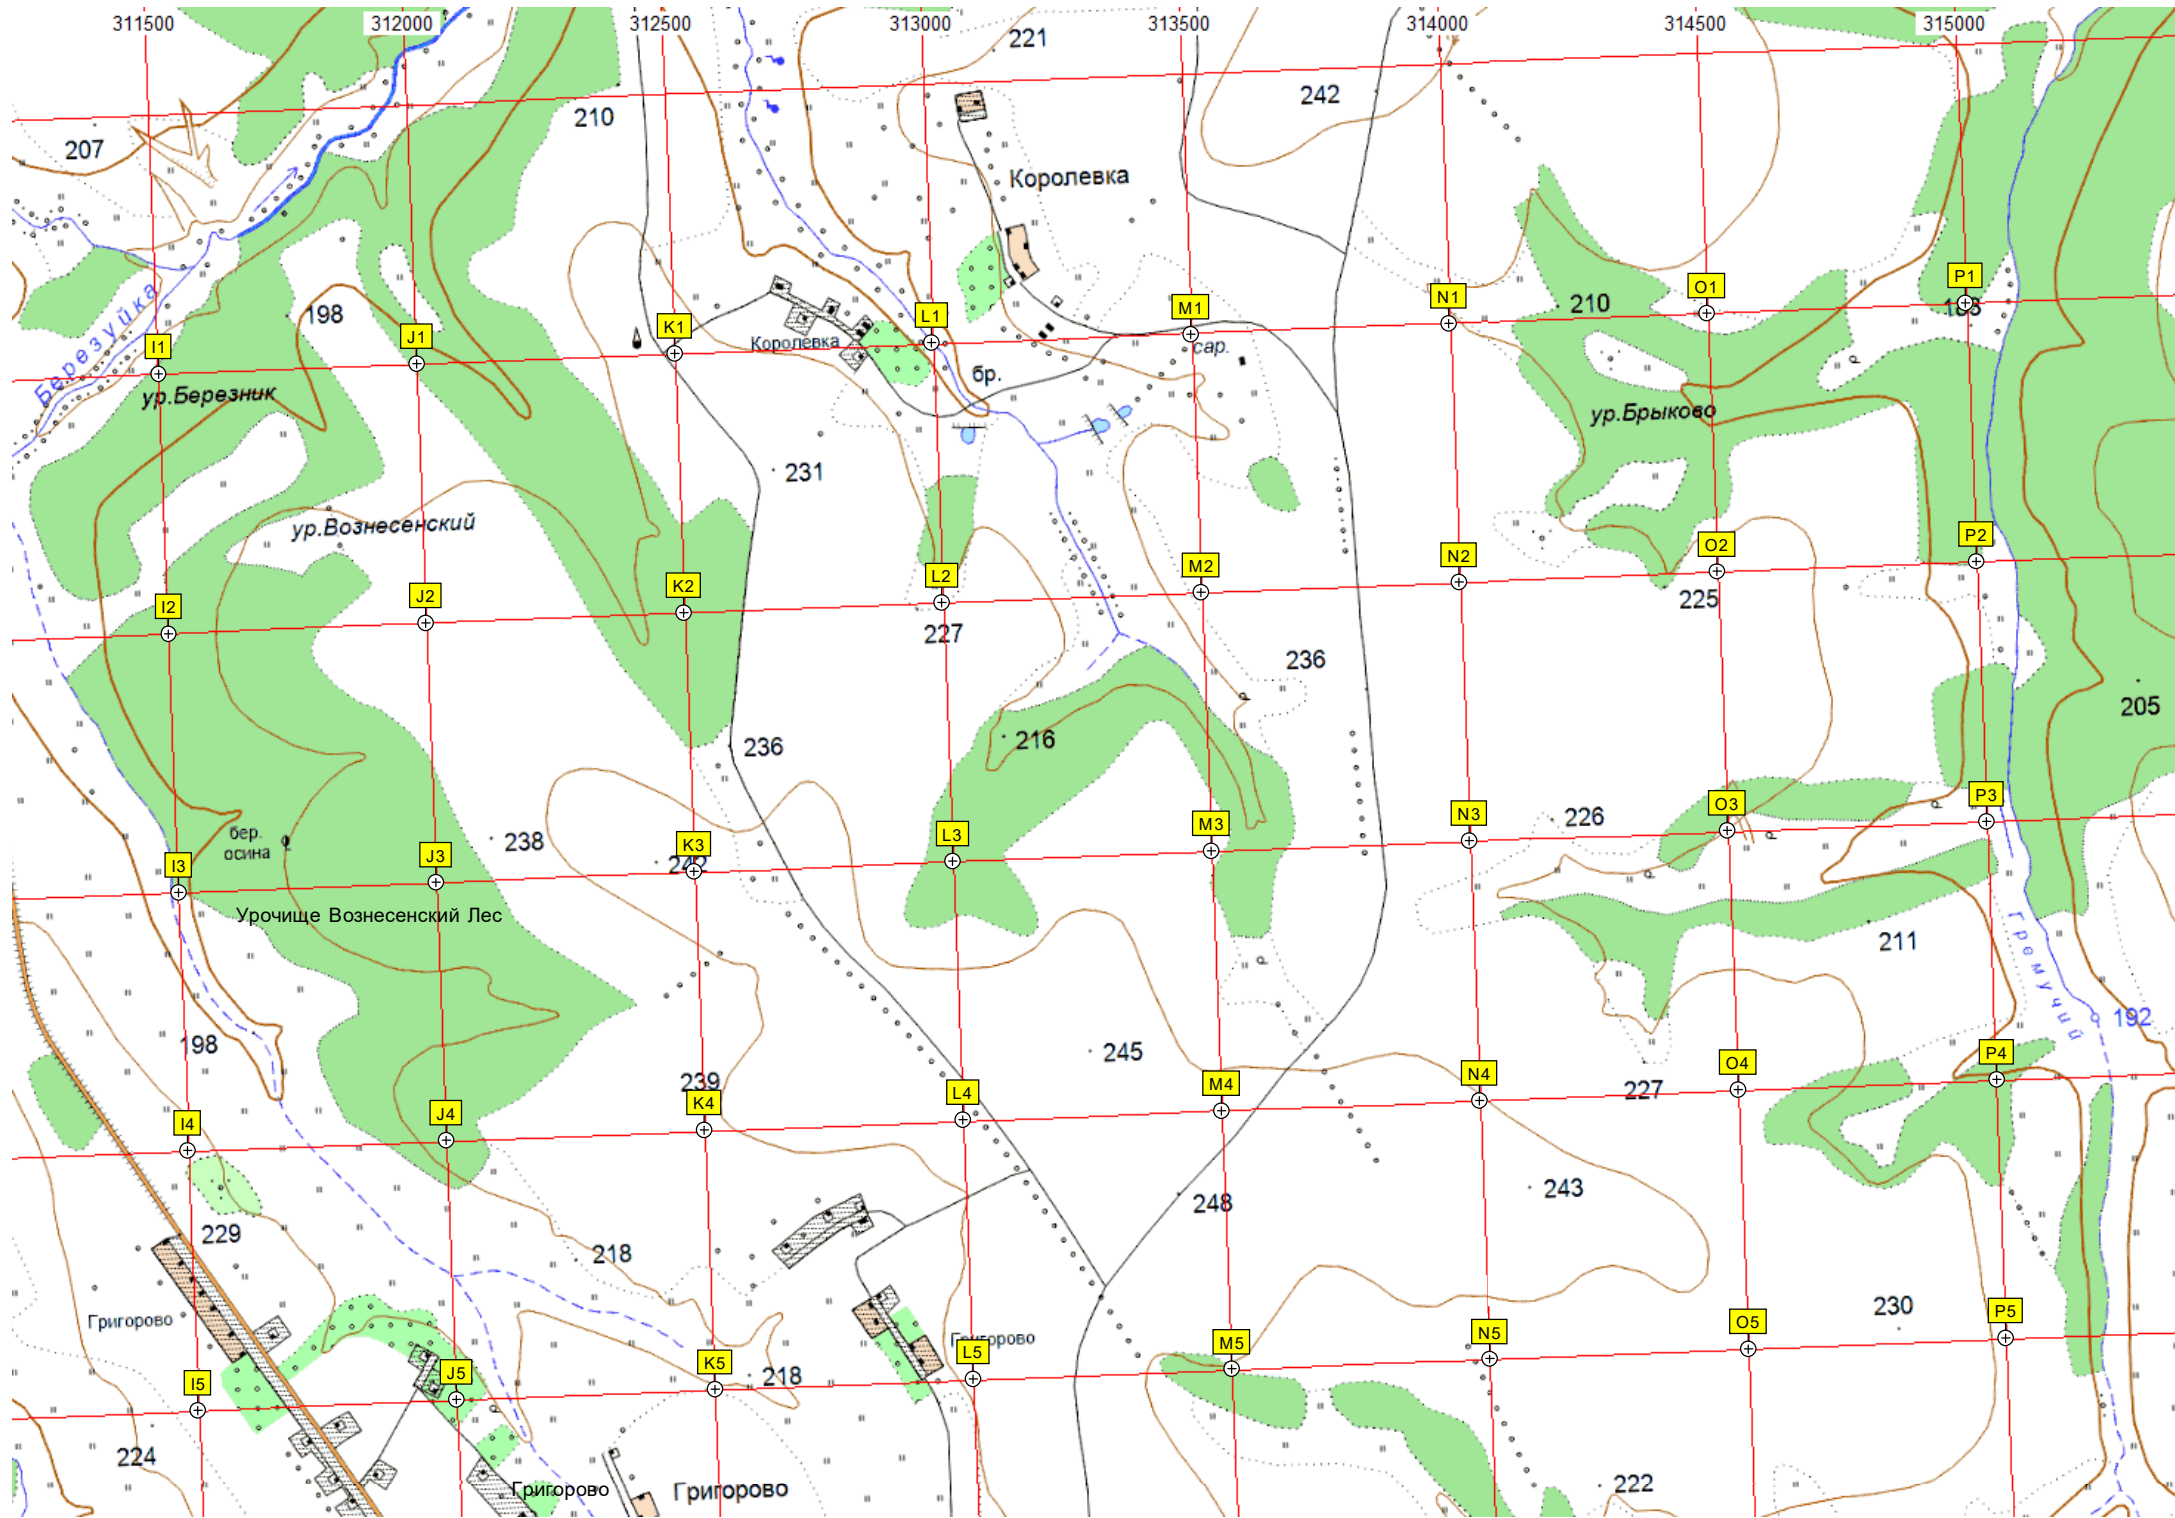 311500 312000 312500 313000 313500 314000 314500 315000
221
242
210
207
Королевка
198
Березуйка
I1 J1 K1 L1 M1 N1 O1 P1
210
198
Королевка
сар.
бр.
ур.Березник
ур.Брыково
231
ур.Вознесенский
I2 J2 K2 L2 M2 N2 O2 P2
225
227
236
236
216
205
226
238
242
бер.
осина
I3 J3 K3 L3 M3 N3 O3 P3
Урочище Вознесенский Лес
211
Гремучий
192
198
245
239
227
I4 J4 K4 L4 M4 N4 O4 P4
243
248
229
218
230
Григорово
Григорово
218
I5 J5 K5 L5 M5 N5 O5 P5
224
222
Григорово
Григорово